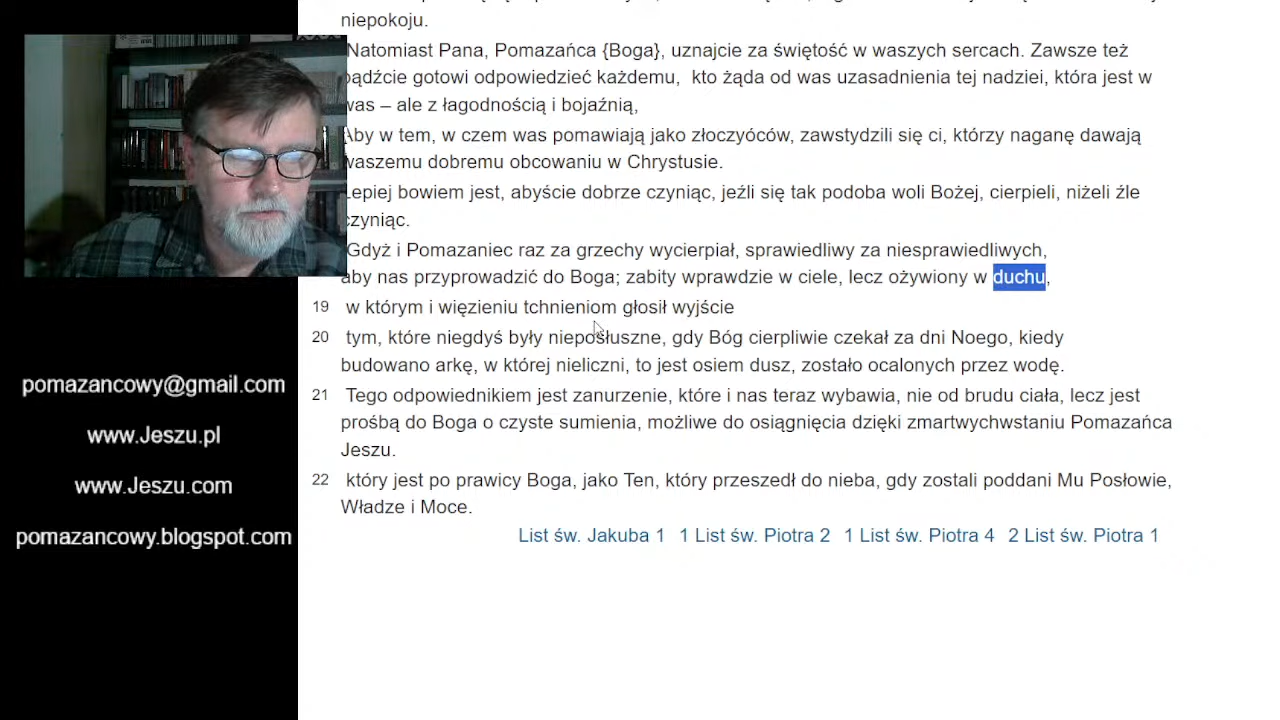 niepokoju.
Natomiast Pana, Pomazańca {Boga}, uznajcie za świętość w waszych sercach. Zawsze też
bądźcie gotowi odpowiedzieć każdemu, kto żąda od was uzasadnienia tej nadziei, która jest w
was – ale z łagodnością i bojaźnią,
Aby w tem, w czem was pomawiają jako złoczyóców, zawstydzili się ci, którzy naganę dawają
waszemu dobremu obcowaniu w Chrystusie.
Lepiej bowiem jest, abyście dobrze czyniąc, jeźli się tak podoba woli Bożej, cierpieli, niżeli źle
czyniąc.
Gdyż i Pomazaniec raz za grzechy wycierpiał, sprawiedliwy za niesprawiedliwych,
aby nas przyprowadzić do Boga; zabity wprawdzie w ciele, lecz ożywiony w duchu,
19 w którym i więzieniu tchnieniom głosił wyjście
20 tym, które niegdyś były nieposłuszne, gdy Bóg cierpliwie czekał za dni Noego, kiedy
budowano arkę, w której nieliczni, to jest osiem dusz, zostało ocalonych przez wodę.
21 Tego odpowiednikiem jest zanurzenie, które i nas teraz wybawia, nie od brudu ciała, lecz jest
prośbą do Boga o czyste sumienia, możliwe do osiągnięcia dzięki zmartwychwstaniu Pomazańca
Jeszu.
22 który jest po prawicy Boga, jako Ten, który przeszedł do nieba, gdy zostali poddani Mu Posłowie,
Władze i Moce.
List św. Jakuba 1 1 List św. Piotra 2 1 List św. Piotra 4 2 List św. Piotra 1
pomazancowy@gmail.com
www.Jeszu.pl
www.Jeszu.com
pomazancowy.blogspot.com